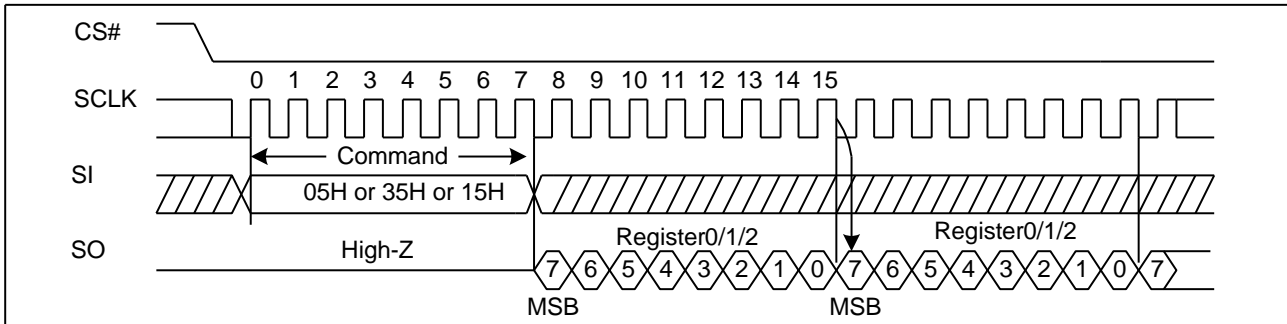 CS#
0 1 2 3 4 5 6 7 8 9 10 11 12 13 14 15
SCLK
Command
SI
05H or 35H or 15H
Register0/1/2 Register0/1/2
SO High-Z
7 6 5 4 3 2 1 0 7 6 5 4 3 2 1 0 7
MSB MSB